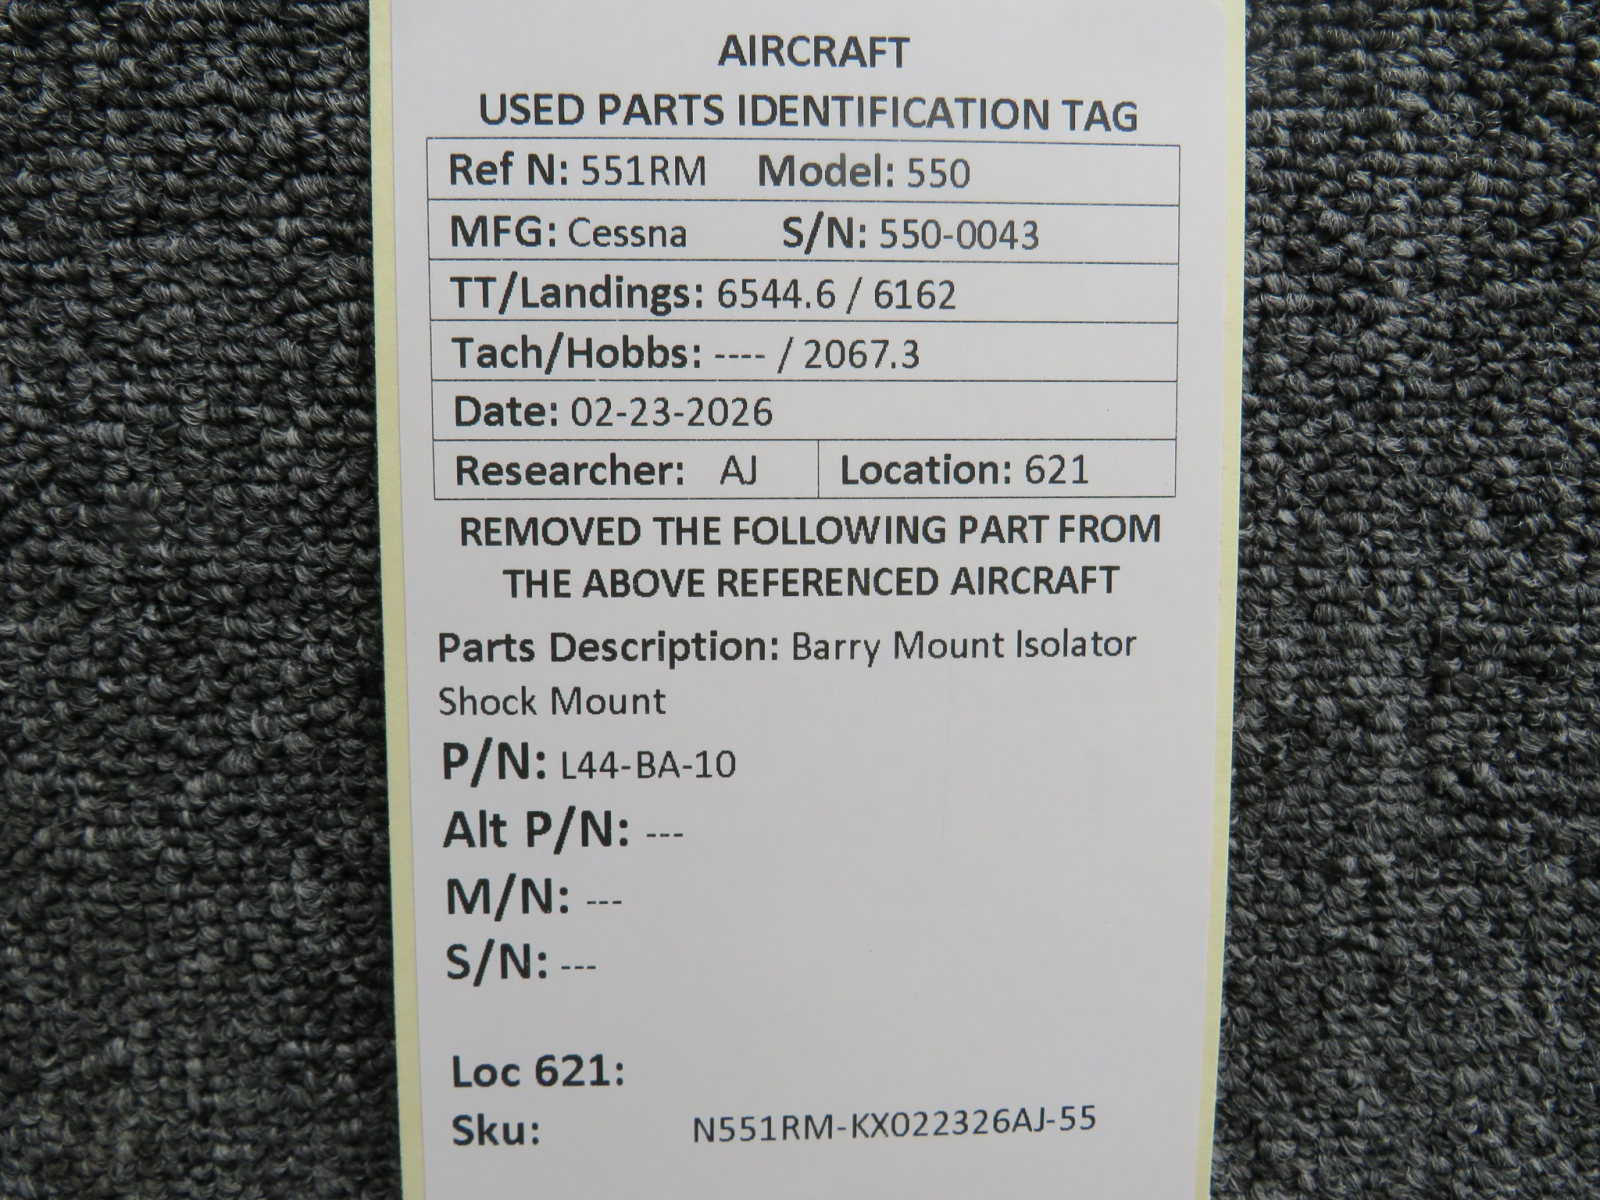 AIRCRAFT
USED PARTS IDENTIFICATION TAG
Ref N: 551RM Model: 550
MFG: Cessna S/N: 550-0043
TT/Landings: 6544.6 / 6162
Tach/Hobbs: ---- / 2067.3
Date: 02-23-2026
Researcher: AJ Location: 621
REMOVED THE FOLLOWING PART FROM
THE ABOVE REFERENCED AIRCRAFT
Parts Description: Barry Mount Isolator
Shock Mount
P/N: L44-BA-10
Alt P/N: ---
M/N: ---
S/N: ---
Loc 621:
Sku: N551RM-KX022326AJ-55